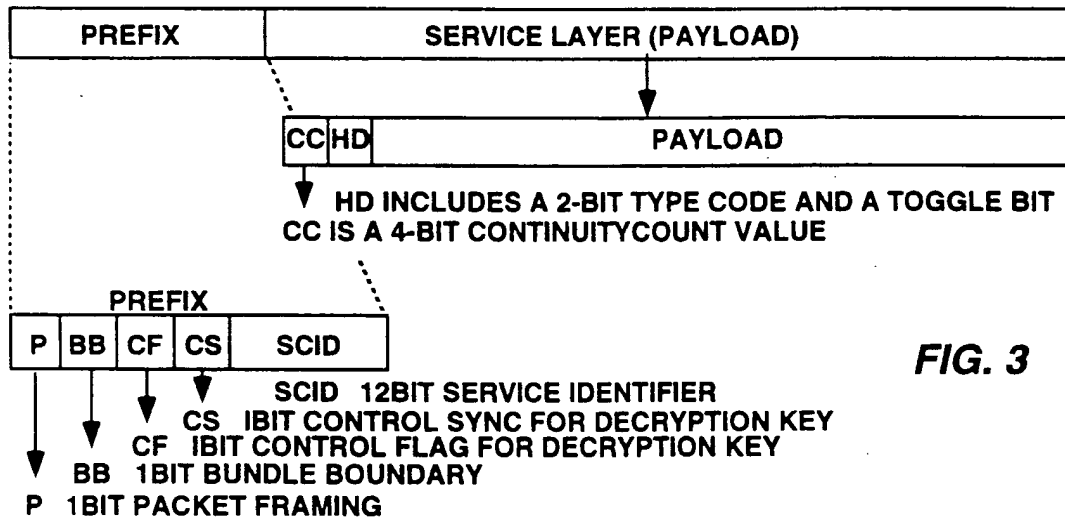 PREFIX SERVICE LAYER (PAYLOAD)
CC HD PAYLOAD
HD INCLUDES A 2-BIT TYPE CODE AND A TOGGLE BIT
CC IS A 4-BIT CONTINUITYCOUNT VALUE
PREFIX
P BB CF CS SCID
FIG. 3
SCID 12BIT SERVICE IDENTIFIER
CS IBIT CONTROL SYNC FOR DECRYPTION KEY
CF IBIT CONTROL FLAG FOR DECRYPTION KEY
BB 1BIT BUNDLE BOUNDARY
P 1BIT PACKET FRAMING